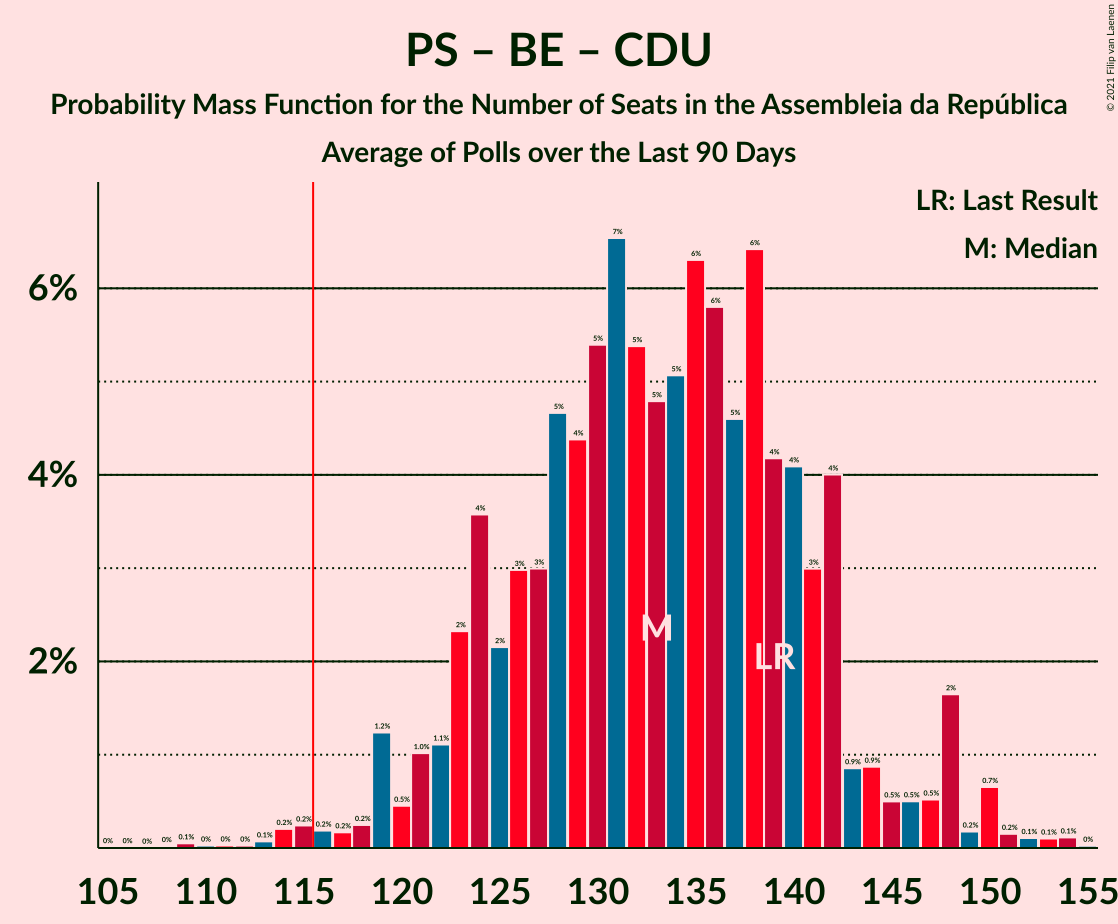 PS – BE – CDU
Probability Mass Function for the Number of Seats in the Assembleia da República
Average of Polls over the Last 90 Days
© 2021 Filip van Laenen
LR: Last Result
M: Median
6%
4%
2%
0% 0% 0% 0% 0.1% 0% 0% 0% 0.1% 0.2% 0.2% 0.2% 0.2% 0.2% 1.2% 0.5% 1.0% 1.1% 2% 4% 2% 3% 3% 5% 4% 5% 7% 5% 5% 5% 6% 6% 5% 6% 4% 4% 3% 4% 0.9% 0.9% 0.5% 0.5% 0.5% 2% 0.2% 0.7% 0.2% 0.1% 0.1% 0.1% 0%
M
LR
105 110 115 120 125 130 135 140 145 150 155